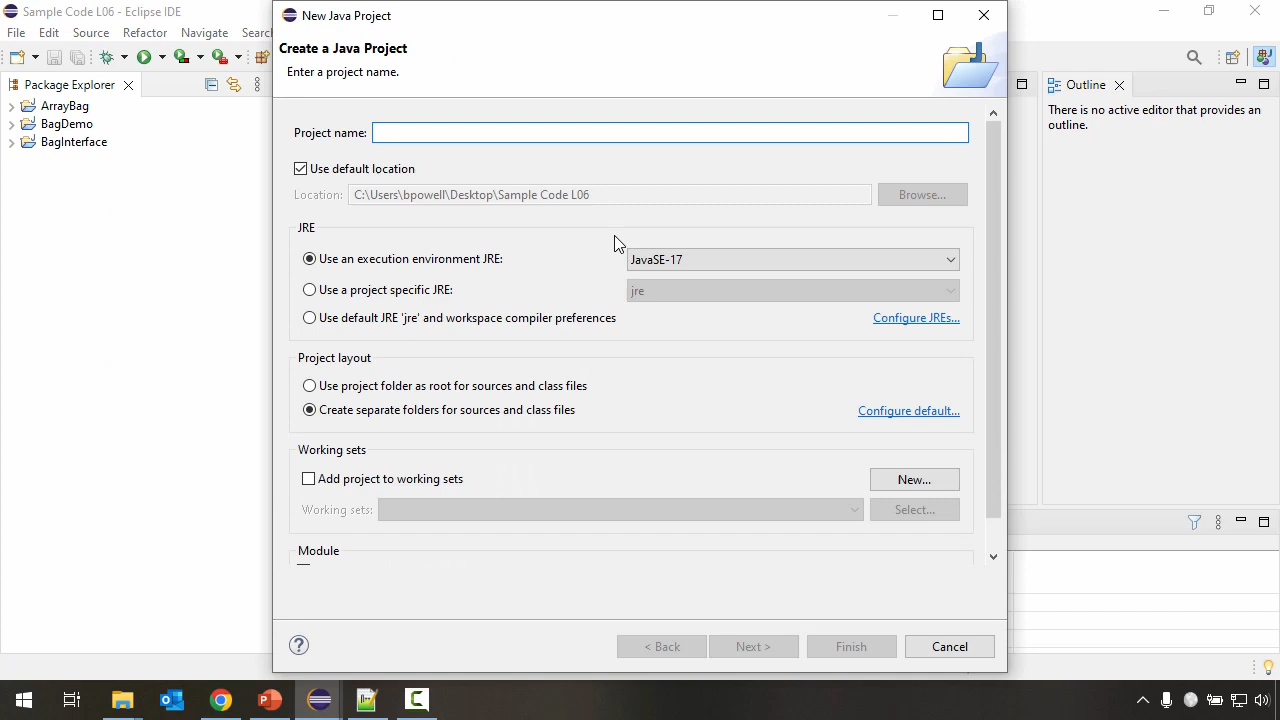 Sample Code L06 - Eclipse IDE
New Java Project
File Edit Source Refactor Navigate Search
Create a Java Project
Enter a project name.
Package Explorer
Outline
ArrayBag
BagDemo
BagInterface
There is no active editor that provides an
outline.
Project name:
Use default location
Location: C:\Users\bpowell\Desktop\Sample Code L06 Browse...
JRE
Use an execution environment JRE: JavaSE-17
Use a project specific JRE: jre
Use default JRE 'jre' and workspace compiler preferences Configure JREs...
Project layout
Use project folder as root for sources and class files
Create separate folders for sources and class files Configure default...
Working sets
Add project to working sets New...
Working sets: Select...
Module
< Back Next > Finish Cancel